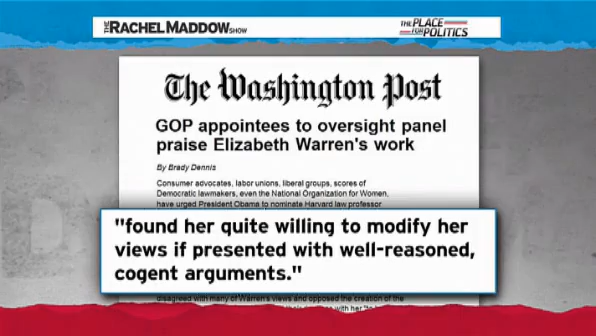 THE RACHEL MADDOW SHOW
THE PLACE
FOR POLITICS
The Washington Post
GOP appointees to oversight panel
praise Elizabeth Warren's work
By Brady Dennis
Consumer advocates, labor unions, liberal groups, scores of
Democratic lawmakers, even the National Organization for Women,
have urged President Obama to nominate Harvard law professor
"found her quite willing to modify her
views if presented with well-reasoned,
cogent arguments."
disagreed with many of Warren's views and opposed the creation of the